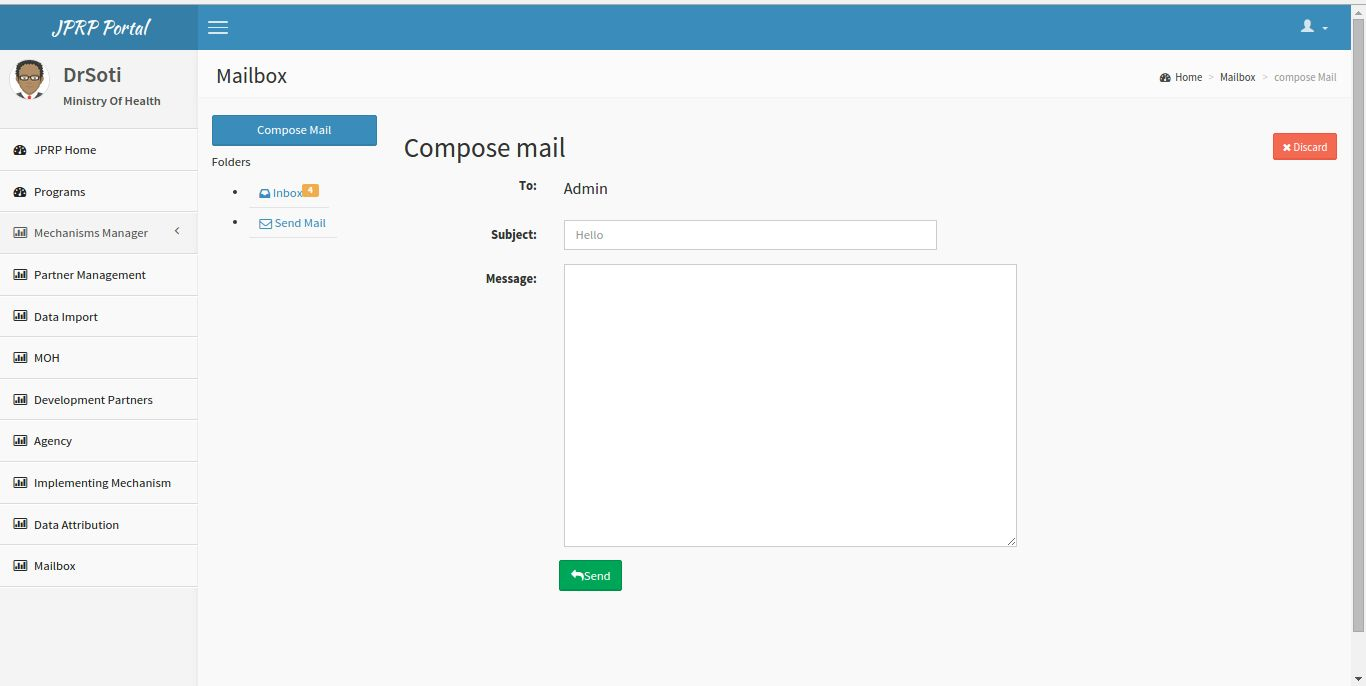 JPRP Portal
DrSoti
Ministry Of Health
JPRP Home
Programs
Mechanisms Manager
Partner Management
Data Import
MOH
Development Partners
Agency
Implementing Mechanism
Data Attribution
Mailbox
Mailbox
Home > Mailbox > compose Mail
Compose Mail
Folders
Inbox 4
Send Mail
Compose mail
Discard
To: Admin
Subject: Hello
Message:
Send